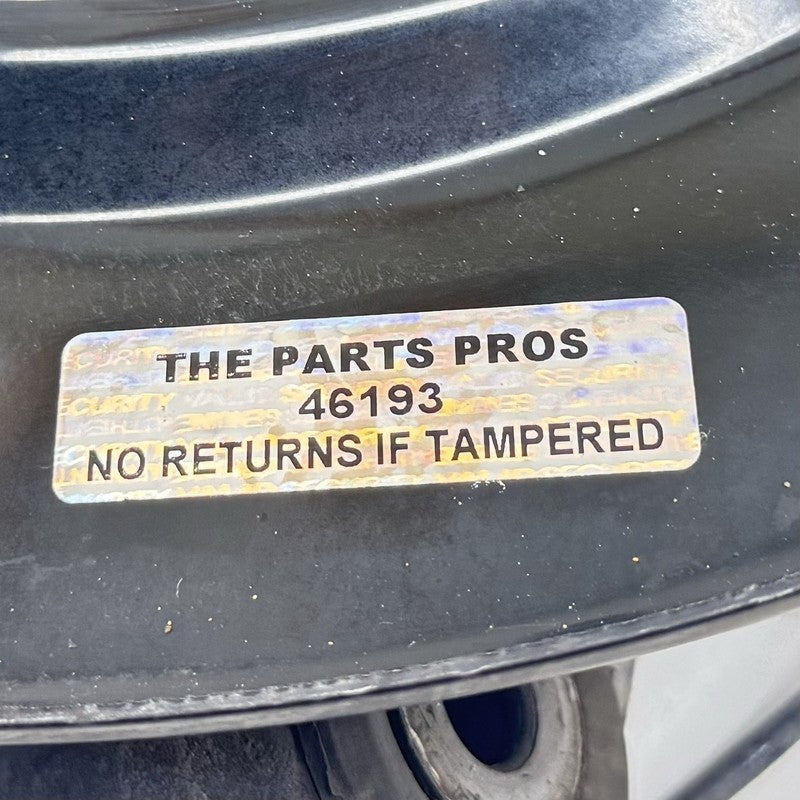 THE PARTS PROS
46193
NO RETURNS IF TAMPERED